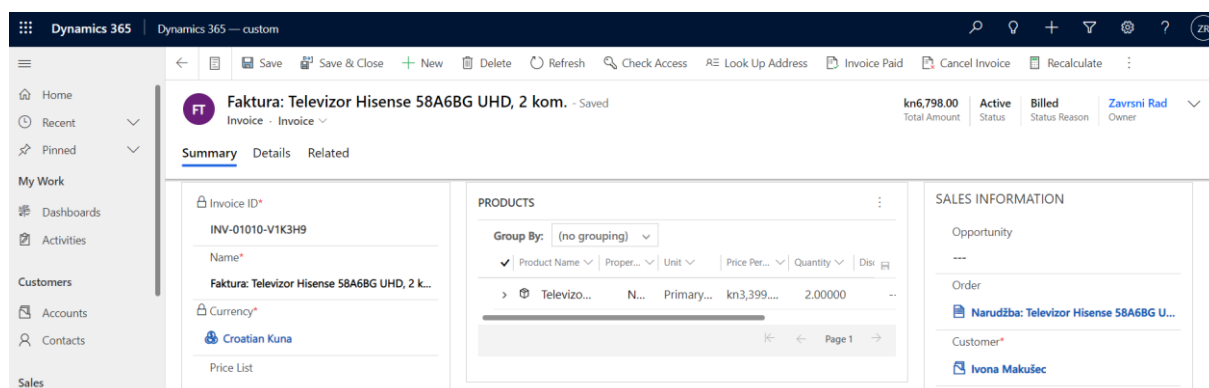 Dynamics 365 Dynamics 365 — custom ZR
Save Save & Close New Delete Refresh Check Access Look Up Address Invoice Paid Cancel Invoice Recalculate
Home
Recent
Pinned
My Work
Dashboards
Activities
Customers
Accounts
Contacts
Sales
FT
Faktura: Televizor Hisense 58A6BG UHD, 2 kom. - Saved
Invoice · Invoice
kn6,798.00 Active Billed Zavrsni Rad
Total Amount Status Status Reason Owner
Summary Details Related
Invoice ID*
INV-01010-V1K3H9
Name*
Faktura: Televizor Hisense 58A6BG UHD, 2 k...
Currency*
Croatian Kuna
Price List
PRODUCTS
Group By: (no grouping)
Product Name Proper... Unit Price Per... Quantity Disc
Televizo... N... Primary... kn3,399.... 2.00000 --
Page 1
SALES INFORMATION
Opportunity
---
Order
Narudžba: Televizor Hisense 58A6BG U...
Customer*
Ivona Makušec